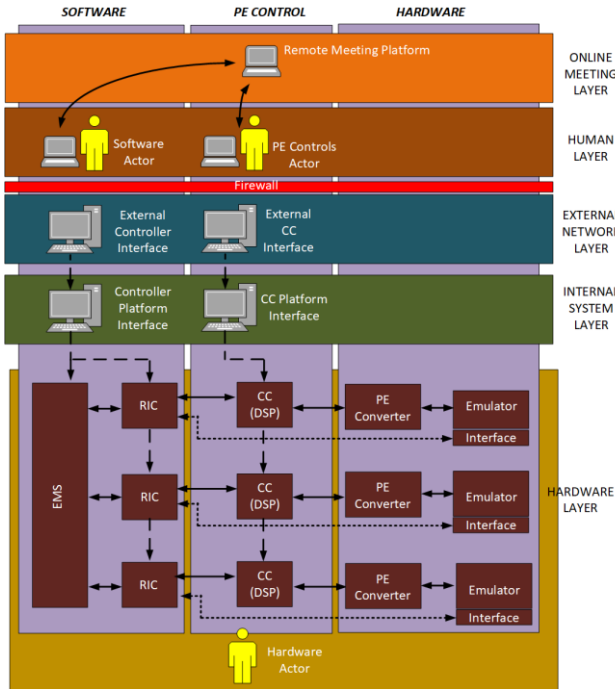 SOFTWARE
PE CONTROL
HARDWARE
Remote Meeting Platform
ONLINE
MEETING
LAYER
Software
Actor
PE Controls
Actor
HUMAN
LAYER
Firewall
External
Controller
Interface
External
CC
Interface
EXTERNAL
NETWORK
LAYER
Controller
Platform
Interface
CC Platform
Interface
INTERNAL
SYSTEM
LAYER
EMS
RIC
CC
(DSP)
PE
Converter
Emulator
Interface
RIC
CC
(DSP)
PE
Converter
Emulator
Interface
HARDWARE
LAYER
RIC
CC
(DSP)
PE
Converter
Emulator
Interface
Hardware
Actor